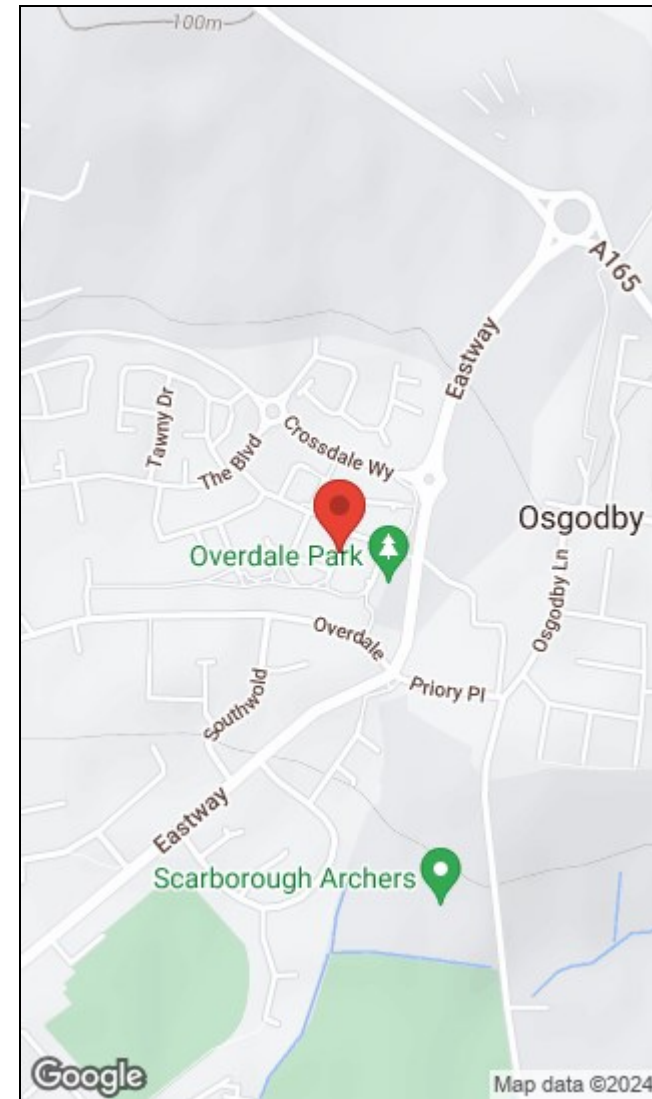 100m
A165
Eastway
Tawny Dr
The Blvd
Crossdale Wy
Osgodby
Overdale Park
Osgodby Ln
Overdale
Priory Pl
Southwold
Eastway
Scarborough Archers
Google
Map data ©2024